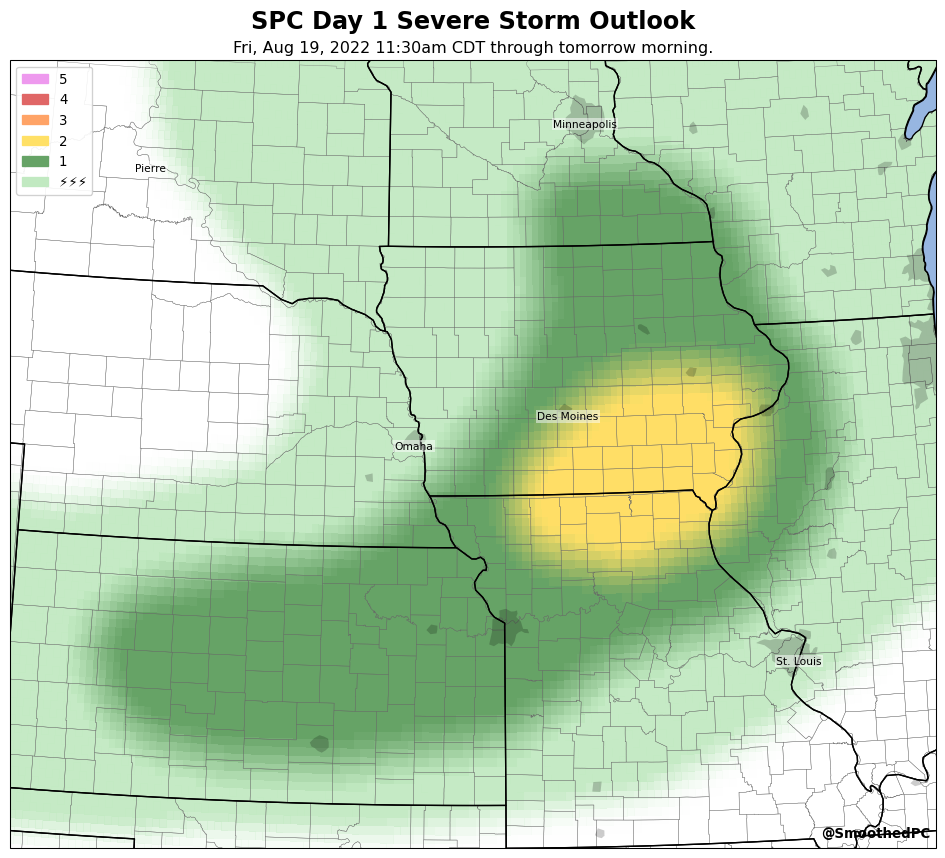 SPC Day 1 Severe Storm Outlook
Fri, Aug 19, 2022 11:30am CDT through tomorrow morning.
5
4
3
2
1
⚡⚡⚡
Minneapolis
Pierre
Des Moines
Omaha
St. Louis
@SmoothedPC